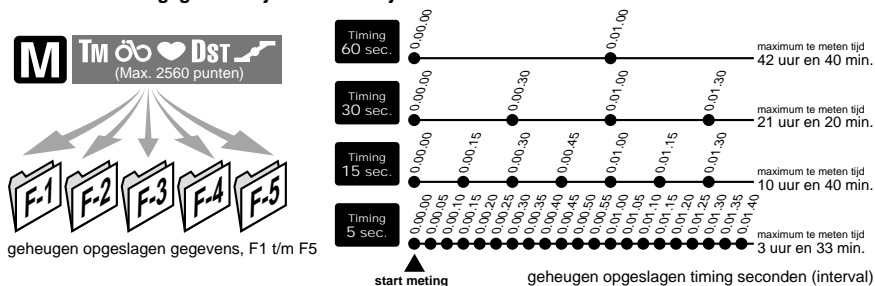 M
TM DST
(Max. 2560 punten)
F-1 F-2 F-3 F-4 F-5
geheugen opgeslagen gegevens, F1 t/m F5
Timing
60 sec.
0.00.00 0.01.00
maximum te meten tijd
42 uur en 40 min.
Timing
30 sec.
0.00.00 0.00.30 0.01.00 0.01.30
maximum te meten tijd
21 uur en 20 min.
Timing
15 sec.
0.00.00 0.00.15 0.00.30 0.00.45 0.01.00 0.01.15 0.01.30
maximum te meten tijd
10 uur en 40 min.
Timing
5 sec.
0.00.00 0.00.05 0.00.10 0.00.15 0.00.20 0.00.25 0.00.30 0.00.35 0.00.40 0.00.45 0.00.50 0.00.55 0.01.00 0.01.05 0.01.10 0.01.15 0.01.20 0.01.25 0.01.30 0.01.35 0.01.40
maximum te meten tijd
3 uur en 33 min.
start meting
geheugen opgeslagen timing seconden (interval)